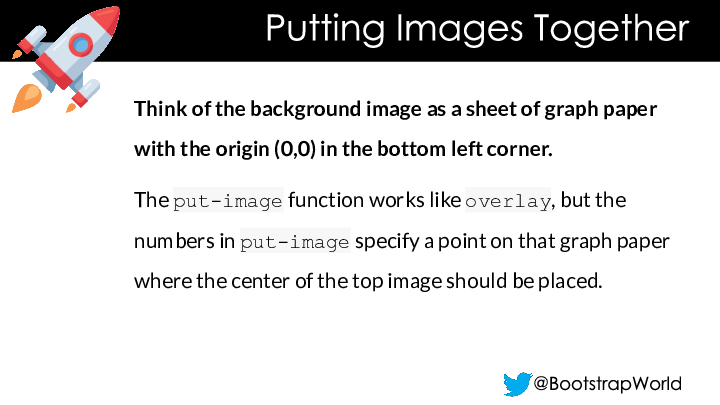 Putting Images Together
Think of the background image as a sheet of graph paper
with the origin (0,0) in the bottom left corner.
The put-image function works like overlay, but the
numbers in put-image specify a point on that graph paper
where the center of the top image should be placed.
@BootstrapWorld